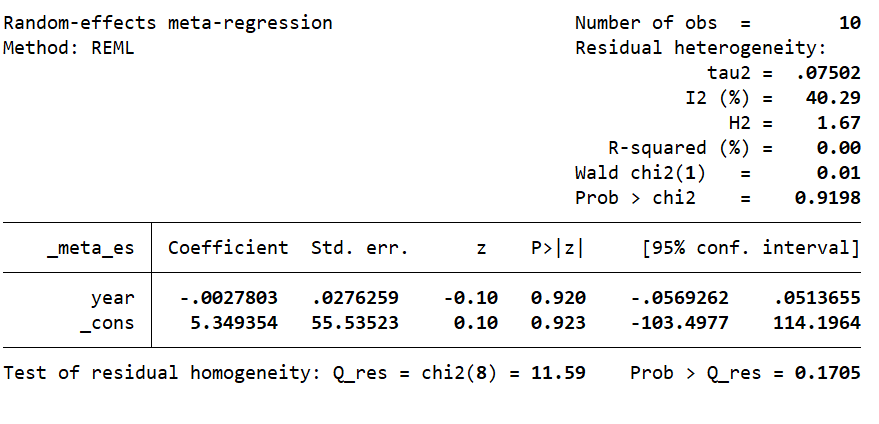 Random-effects meta-regression Number of obs = 10
Method: REML Residual heterogeneity:
tau2 = .07502
I2 (%) = 40.29
H2 = 1.67
R-squared (%) = 0.00
Wald chi2(1) = 0.01
Prob > chi2 = 0.9198
_meta_es Coefficient Std. err. z P>|z| [95% conf. interval]
year -.0027803 .0276259 -0.10 0.920 -.0569262 .0513655
_cons 5.349354 55.53523 0.10 0.923 -103.4977 114.1964
Test of residual homogeneity: Q_res = chi2(8) = 11.59 Prob > Q_res = 0.1705